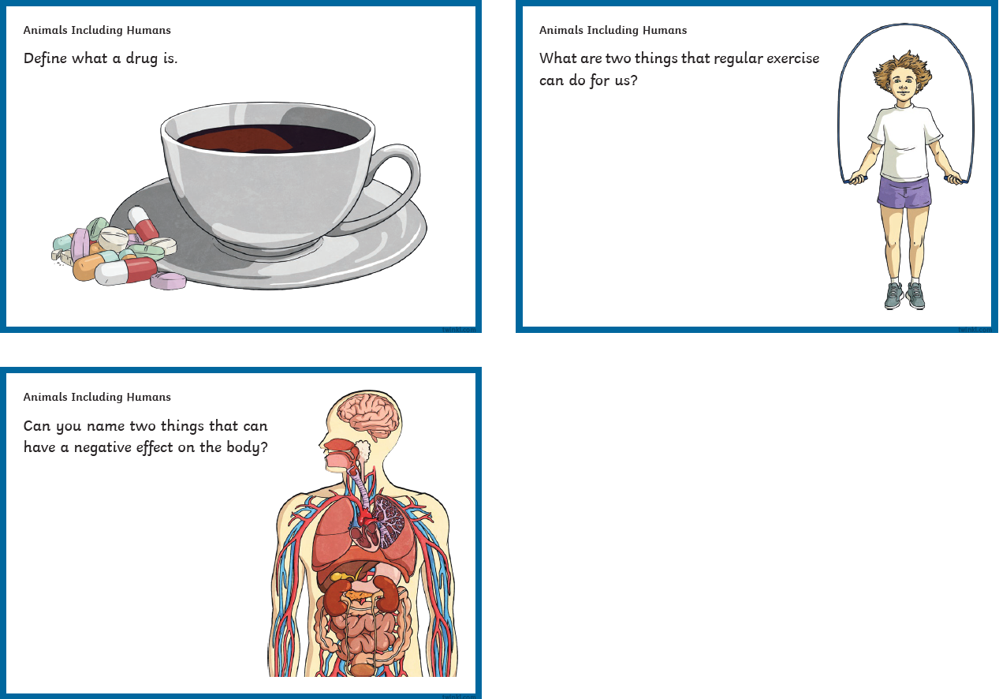 Animals Including Humans
Define what a drug is.
twinkl.com
Animals Including Humans
What are two things that regular exercise
can do for us?
twinkl.com
Animals Including Humans
Can you name two things that can
have a negative effect on the body?
twinkl.com